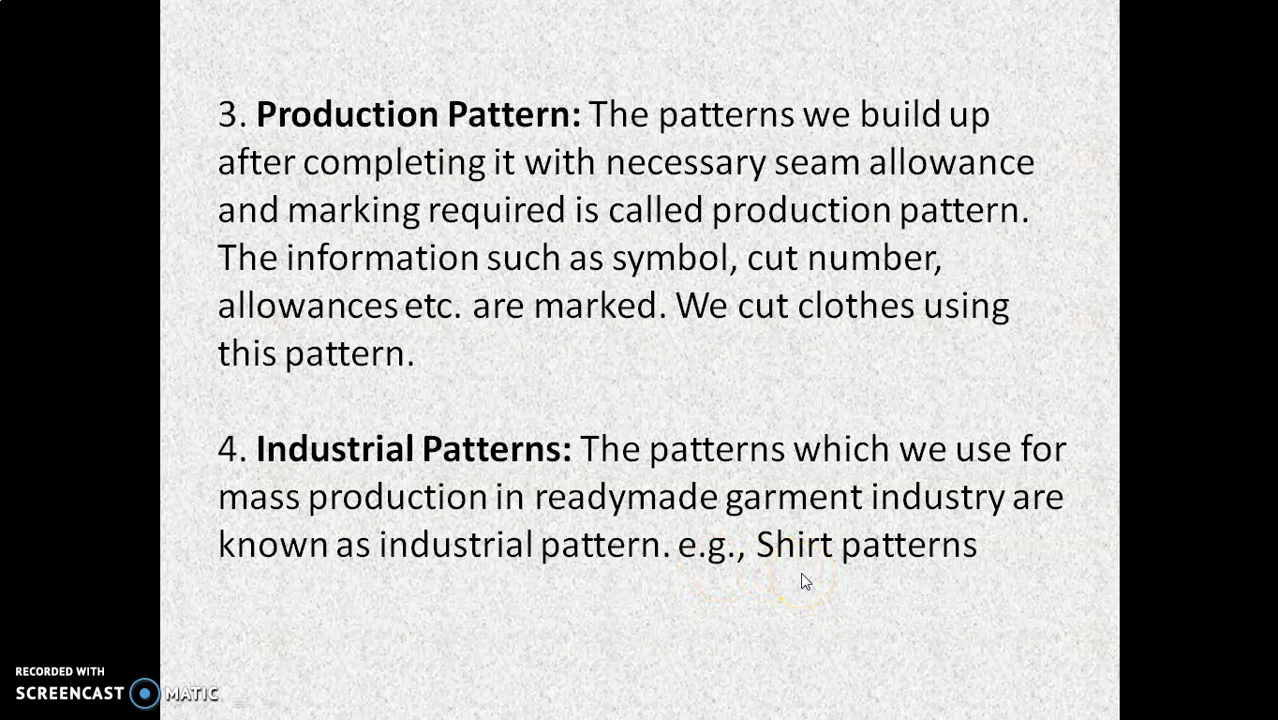 3. Production Pattern: The patterns we build up
after completing it with necessary seam allowance
and marking required is called production pattern.
The information such as symbol, cut number,
allowances etc. are marked. We cut clothes using
this pattern.
4. Industrial Patterns: The patterns which we use for
mass production in readymade garment industry are
known as industrial pattern. e.g., Shirt patterns
RECORDED WITH
SCREENCAST MATIC